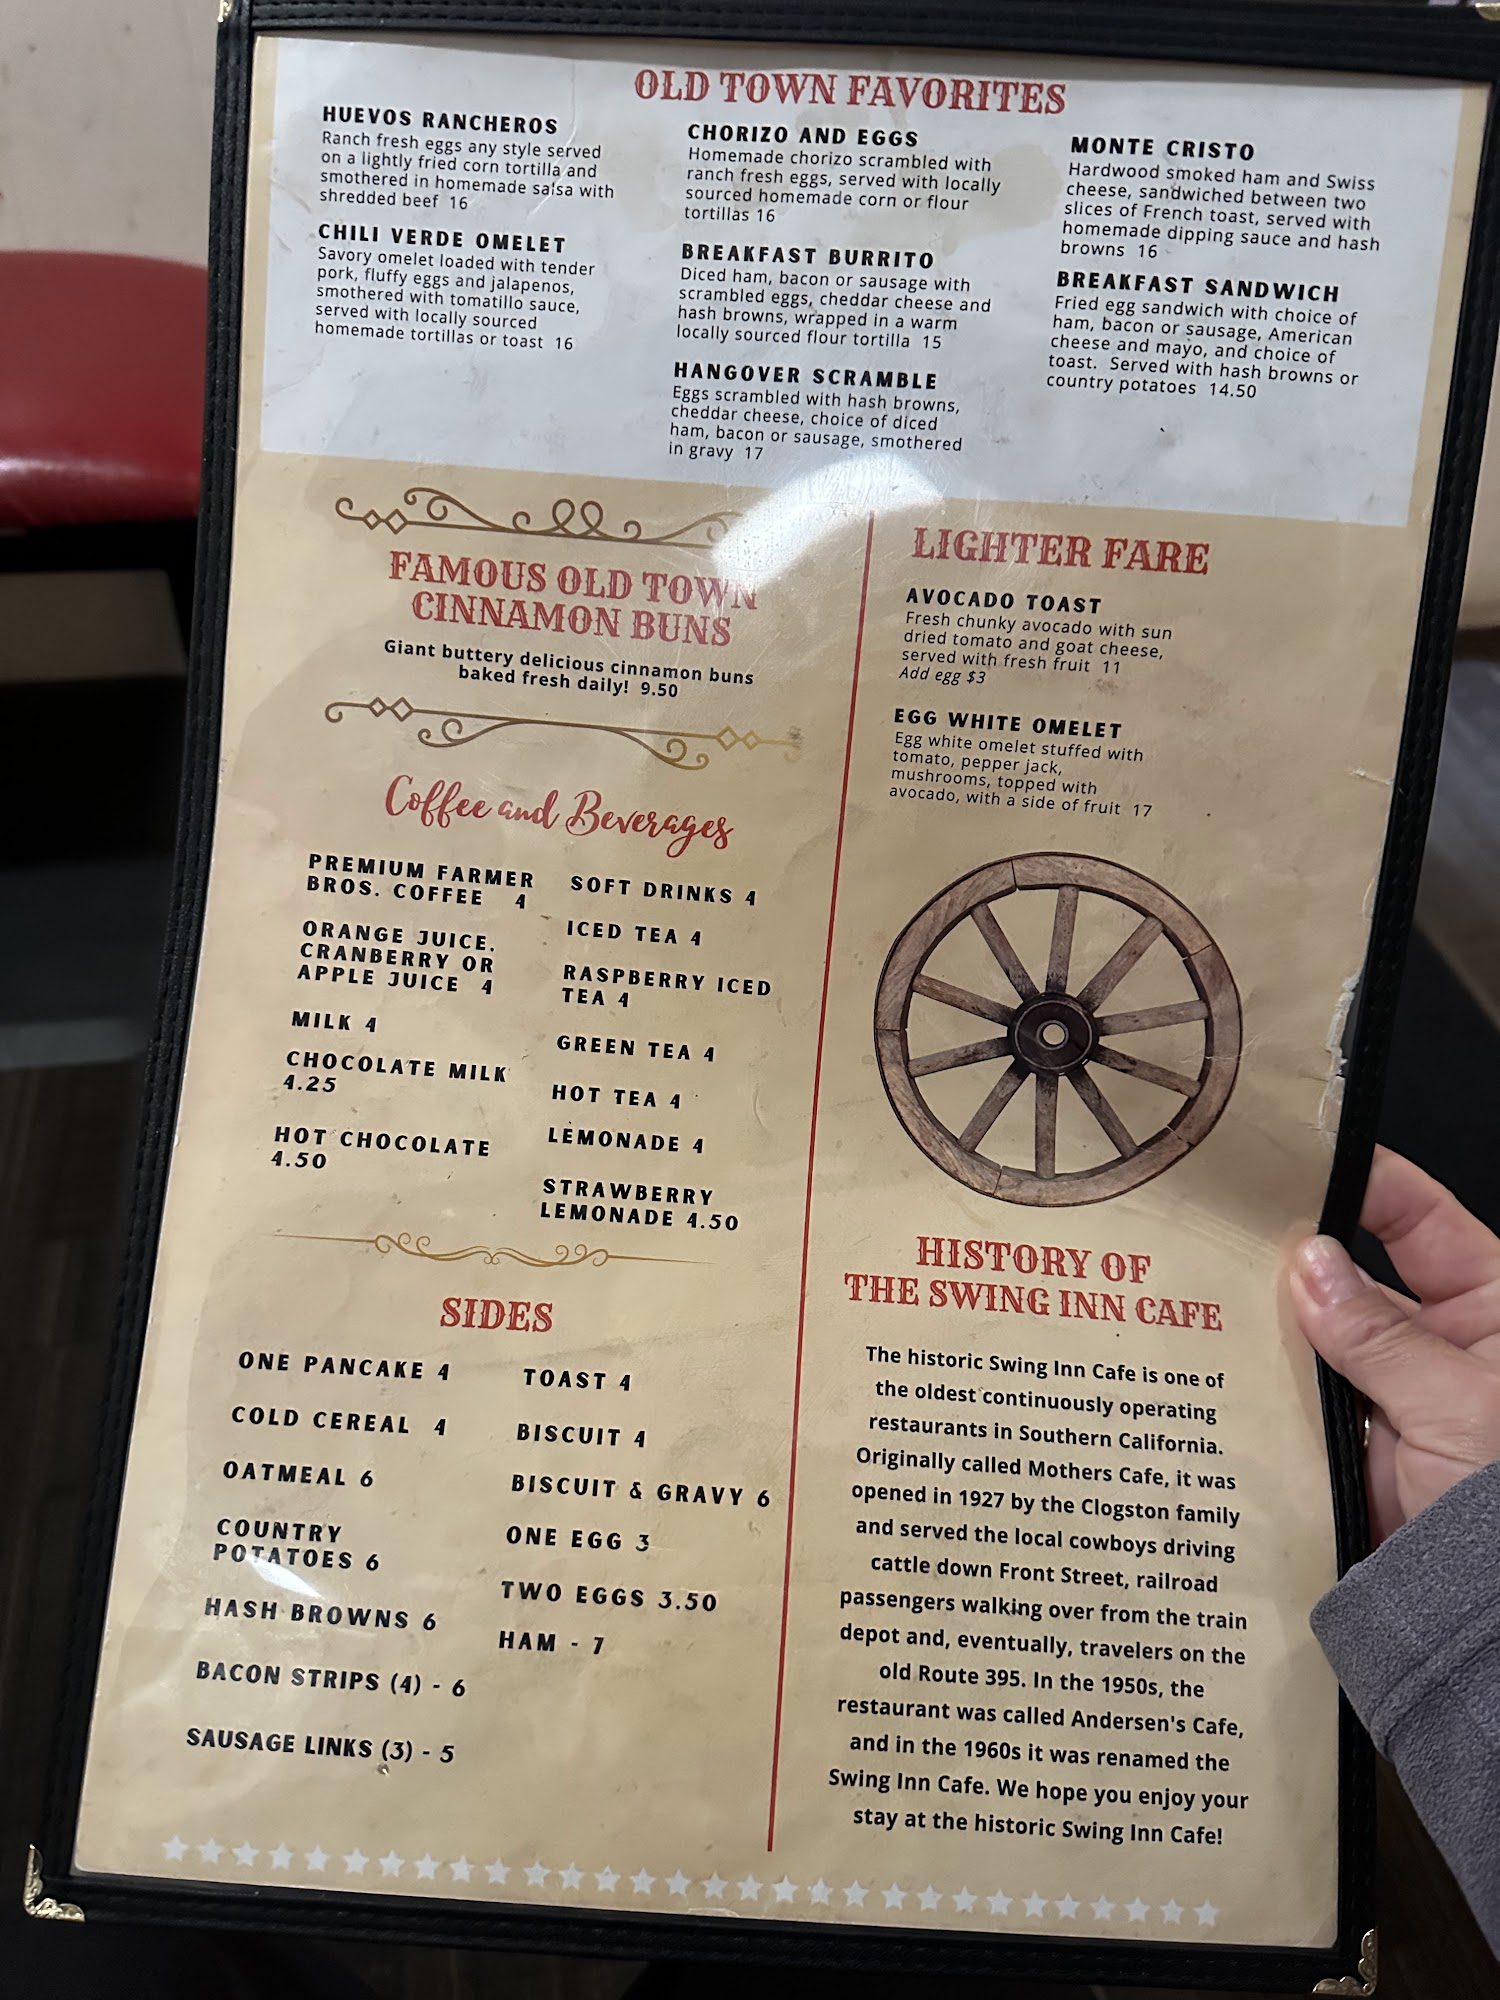 OLD TOWN FAVORITES
HUEVOS RANCHEROS
Ranch fresh eggs any style served
on a lightly fried corn tortilla and
smothered in homemade salsa with
shredded beef 16
CHILI VERDE OMELET
Savory omelet loaded with tender
pork, fluffy eggs and jalapenos,
smothered with tomatillo sauce,
served with locally sourced
homemade tortillas or toast 16
CHORIZO AND EGGS
Homemade chorizo scrambled with
ranch fresh eggs, served with locally
sourced homemade corn or flour
tortillas 16
BREAKFAST BURRITO
Diced ham, bacon or sausage with
scrambled eggs, cheddar cheese and
hash browns, wrapped in a warm
locally sourced flour tortilla 15
HANGOVER SCRAMBLE
Eggs scrambled with hash browns,
cheddar cheese, choice of diced
ham, bacon or sausage, smothered
in gravy 17
MONTE CRISTO
Hardwood smoked ham and Swiss
cheese, sandwiched between two
slices of French toast, served with
homemade dipping sauce and hash
browns 16
BREAKFAST SANDWICH
Fried egg sandwich with choice of
ham, bacon or sausage, American
cheese and mayo, and choice of
toast. Served with hash browns or
country potatoes 14.50
FAMOUS OLD TOWN
CINNAMON BUNS
Giant buttery delicious cinnamon buns
baked fresh daily! 9.50
Coffee and Beverages
PREMIUM FARMER
BROS. COFFEE 4
ORANGE JUICE,
CRANBERRY OR
APPLE JUICE 4
MILK 4
CHOCOLATE MILK
4.25
HOT CHOCOLATE
4.50
SOFT DRINKS 4
ICED TEA 4
RASPBERRY ICED
TEA 4
GREEN TEA 4
HOT TEA 4
LEMONADE 4
STRAWBERRY
LEMONADE 4.50
SIDES
ONE PANCAKE 4
COLD CEREAL 4
OATMEAL 6
COUNTRY
POTATOES 6
HASH BROWNS 6
BACON STRIPS (4) - 6
SAUSAGE LINKS (3) - 5
TOAST 4
BISCUIT 4
BISCUIT & GRAVY 6
ONE EGG 3
TWO EGGS 3.50
HAM - 7
LIGHTER FARE
AVOCADO TOAST
Fresh chunky avocado with sun
dried tomato and goat cheese,
served with fresh fruit 11
Add egg $3
EGG WHITE OMELET
Egg white omelet stuffed with
tomato, pepper jack,
mushrooms, topped with
avocado, with a side of fruit 17
HISTORY OF
THE SWING INN CAFE
The historic Swing Inn Cafe is one of
the oldest continuously operating
restaurants in Southern California.
Originally called Mothers Cafe, it was
opened in 1927 by the Clogston family
and served the local cowboys driving
cattle down Front Street, railroad
passengers walking over from the train
depot and, eventually, travelers on the
old Route 395. In the 1950s, the
restaurant was called Andersen's Cafe,
and in the 1960s it was renamed the
Swing Inn Cafe. We hope you enjoy your
stay at the historic Swing Inn Cafe!